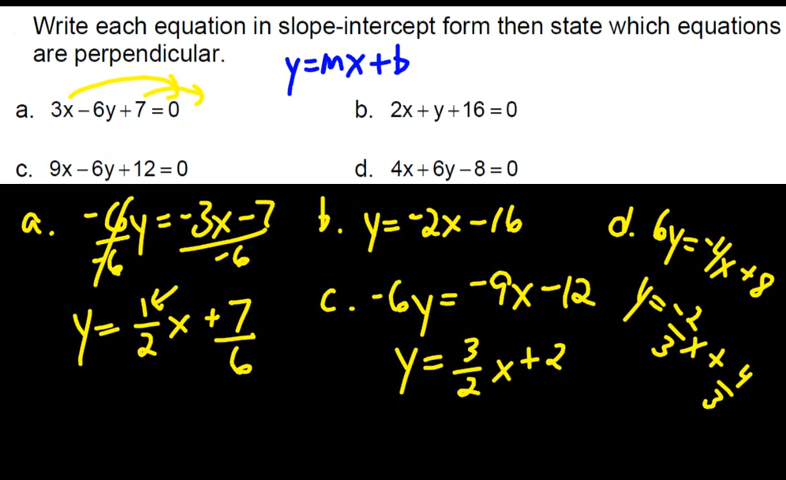 Write each equation in slope-intercept form then state which equations
are perpendicular.
y=mx+b
a. 3x−6y+7=0
b. 2x+y+16=0
c. 9x−6y+12=0
d. 4x+6y−8=0
a. -6y = -3x-7
-6 -6
y = 1/2 x + 7/6
b. y=-2x-16
c. -6y = -9x-12
y = 3/2 x+2
d. 6y=-4x+8
y = -2/3 x + 4/3